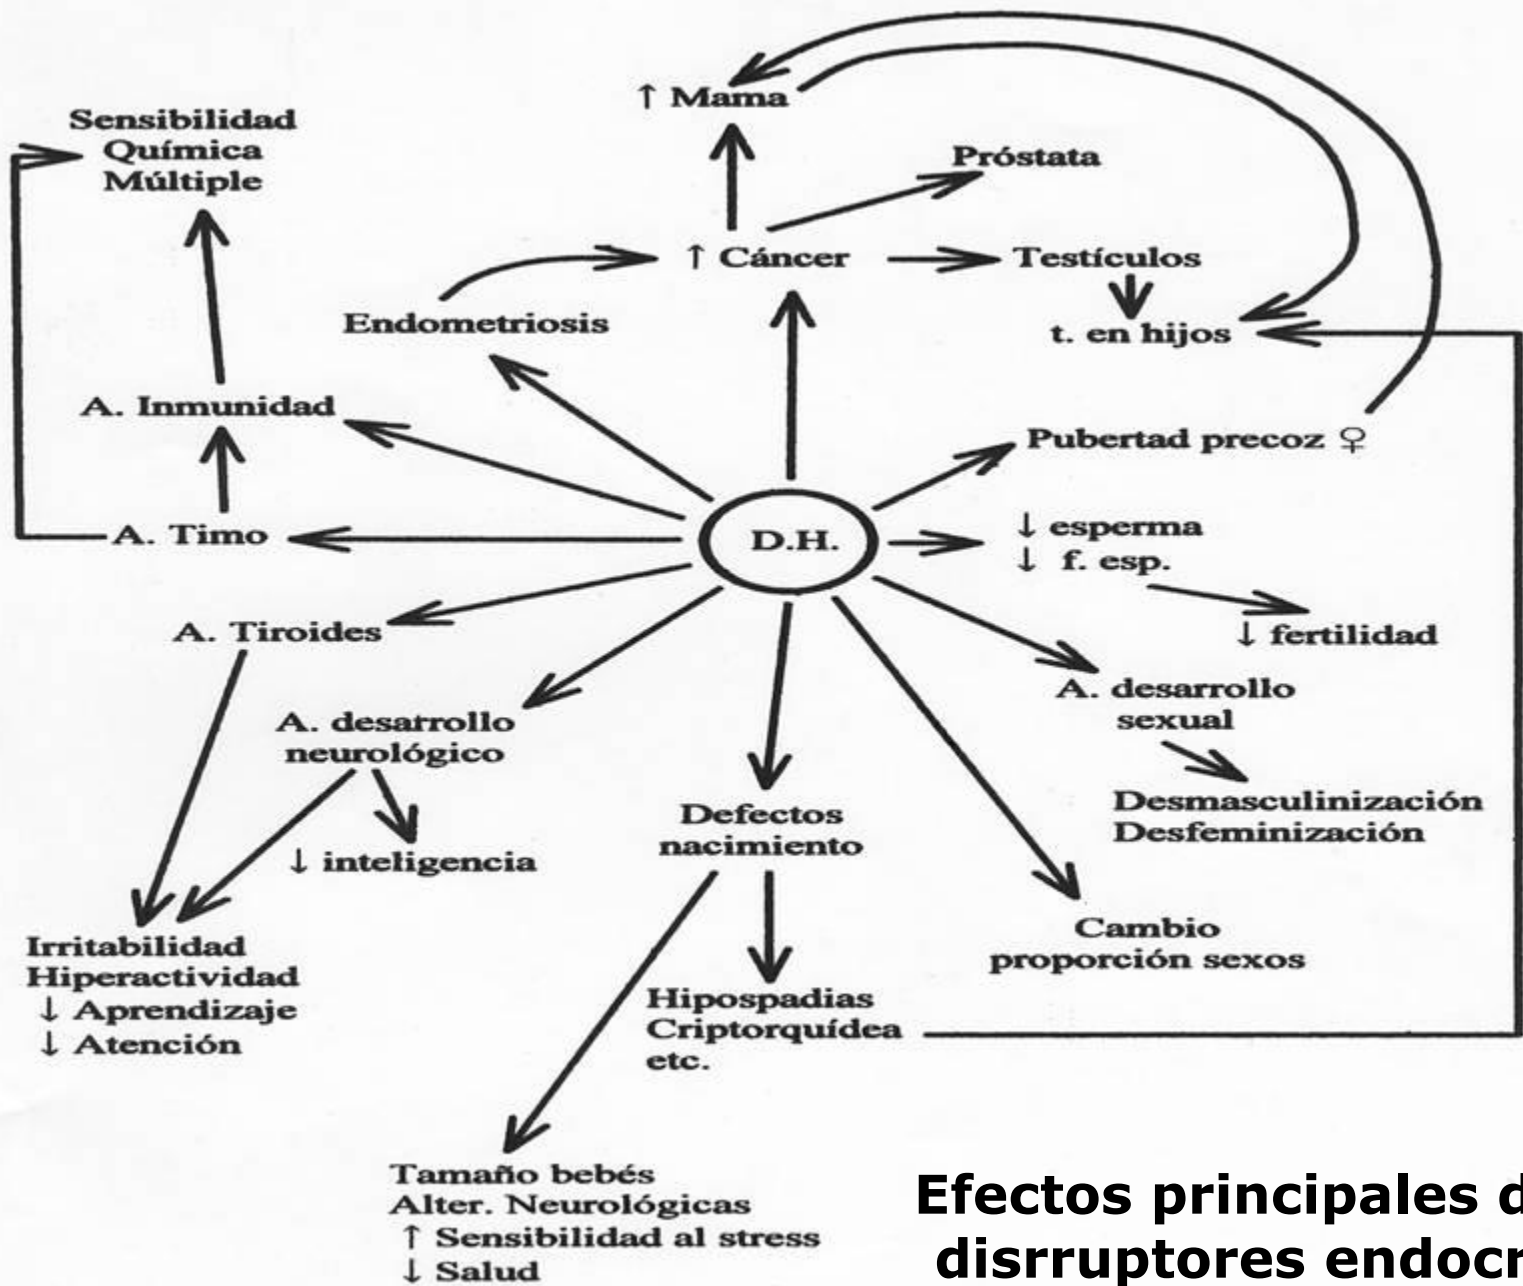 ↑ Mama
Sensibilidad
Química
Múltiple
Próstata
↑ Cáncer
Testículos
Endometriosis
t. en hijos
A. Inmunidad
Pubertad precoz ♀
A. Timo
D.H.
↓ esperma
↓ f. esp.
A. Tiroides
↓ fertilidad
A. desarrollo
sexual
A. desarrollo
neurológico
Desmasculinización
Desfeminización
Defectos
nacimiento
↓ inteligencia
Cambio
proporción sexos
Irritabilidad
Hiperactividad
↓ Aprendizaje
↓ Atención
Hipospadias
Criptorquídea
etc.
Tamaño bebés
Alter. Neurológicas
↑ Sensibilidad al stress
↓ Salud
Efectos principales
disrruptores